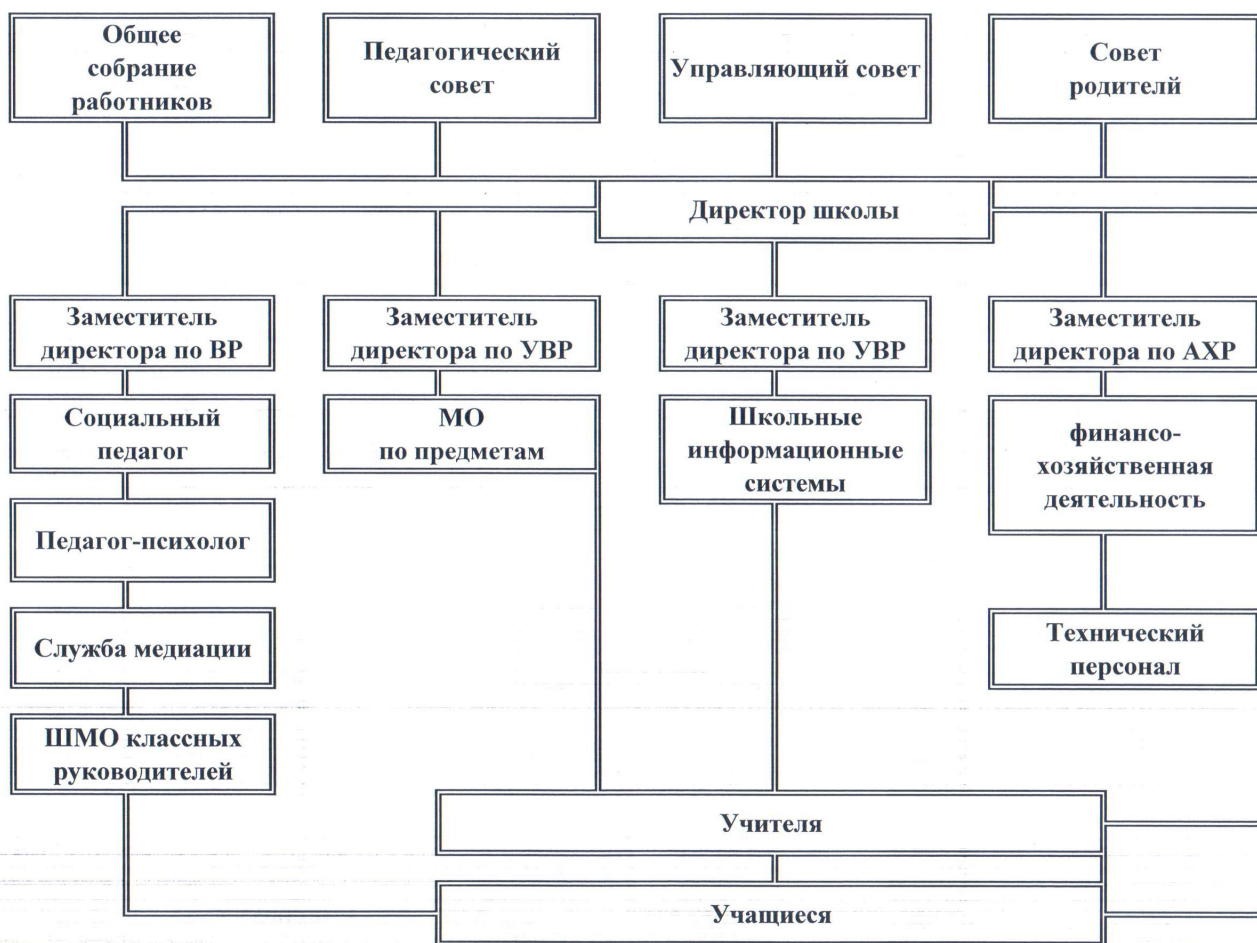 Общее
собрание
работников
Педагогический
совет
Управляющий совет
Совет
родителй
Директор школы
Заместитель
директора по ВР
Заместитель
директора по УВР
Заместитель
директора по УВР
Заместитель
директора по АХР
Социальный
педагог
МО
по предметам
Школьные
информационные
системы
финансо-
хозяйственная
деятельность
Педагог-психолог
Служба медиации
Технический
персонал
ШМО классных
руководителей
Учителя
Учащиеся